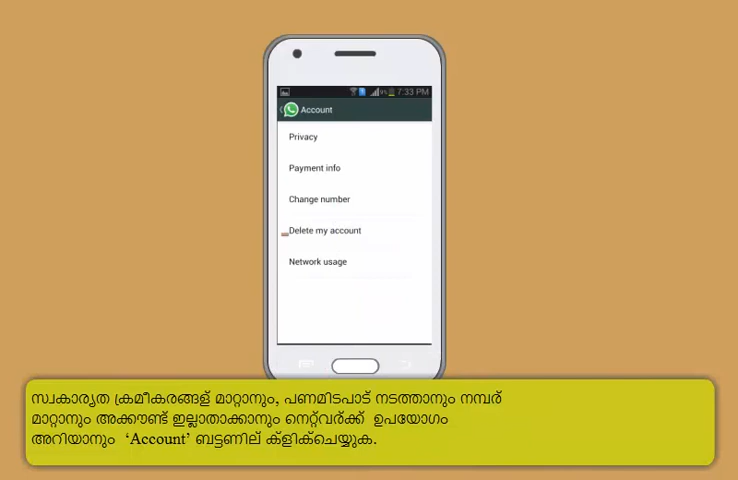 95 7:33 PM
Account
Privacy
Payment info
Change number
Delete my account
Network usage
സ്വകാര്യത ക്രമീകരങ്ങള് മാറ്റാനും, പണമിടപാട് നടത്താനും നമ്പര്
മാറ്റാനും അക്കൗണ്ട് ഇല്ലാതാക്കാനും നെറ്റ്‌വര്‍ക്ക് ഉപയോഗം
അറിയാനും ‘Account’ ബട്ടണില് ക്ളിക്ചെയ്യുക.